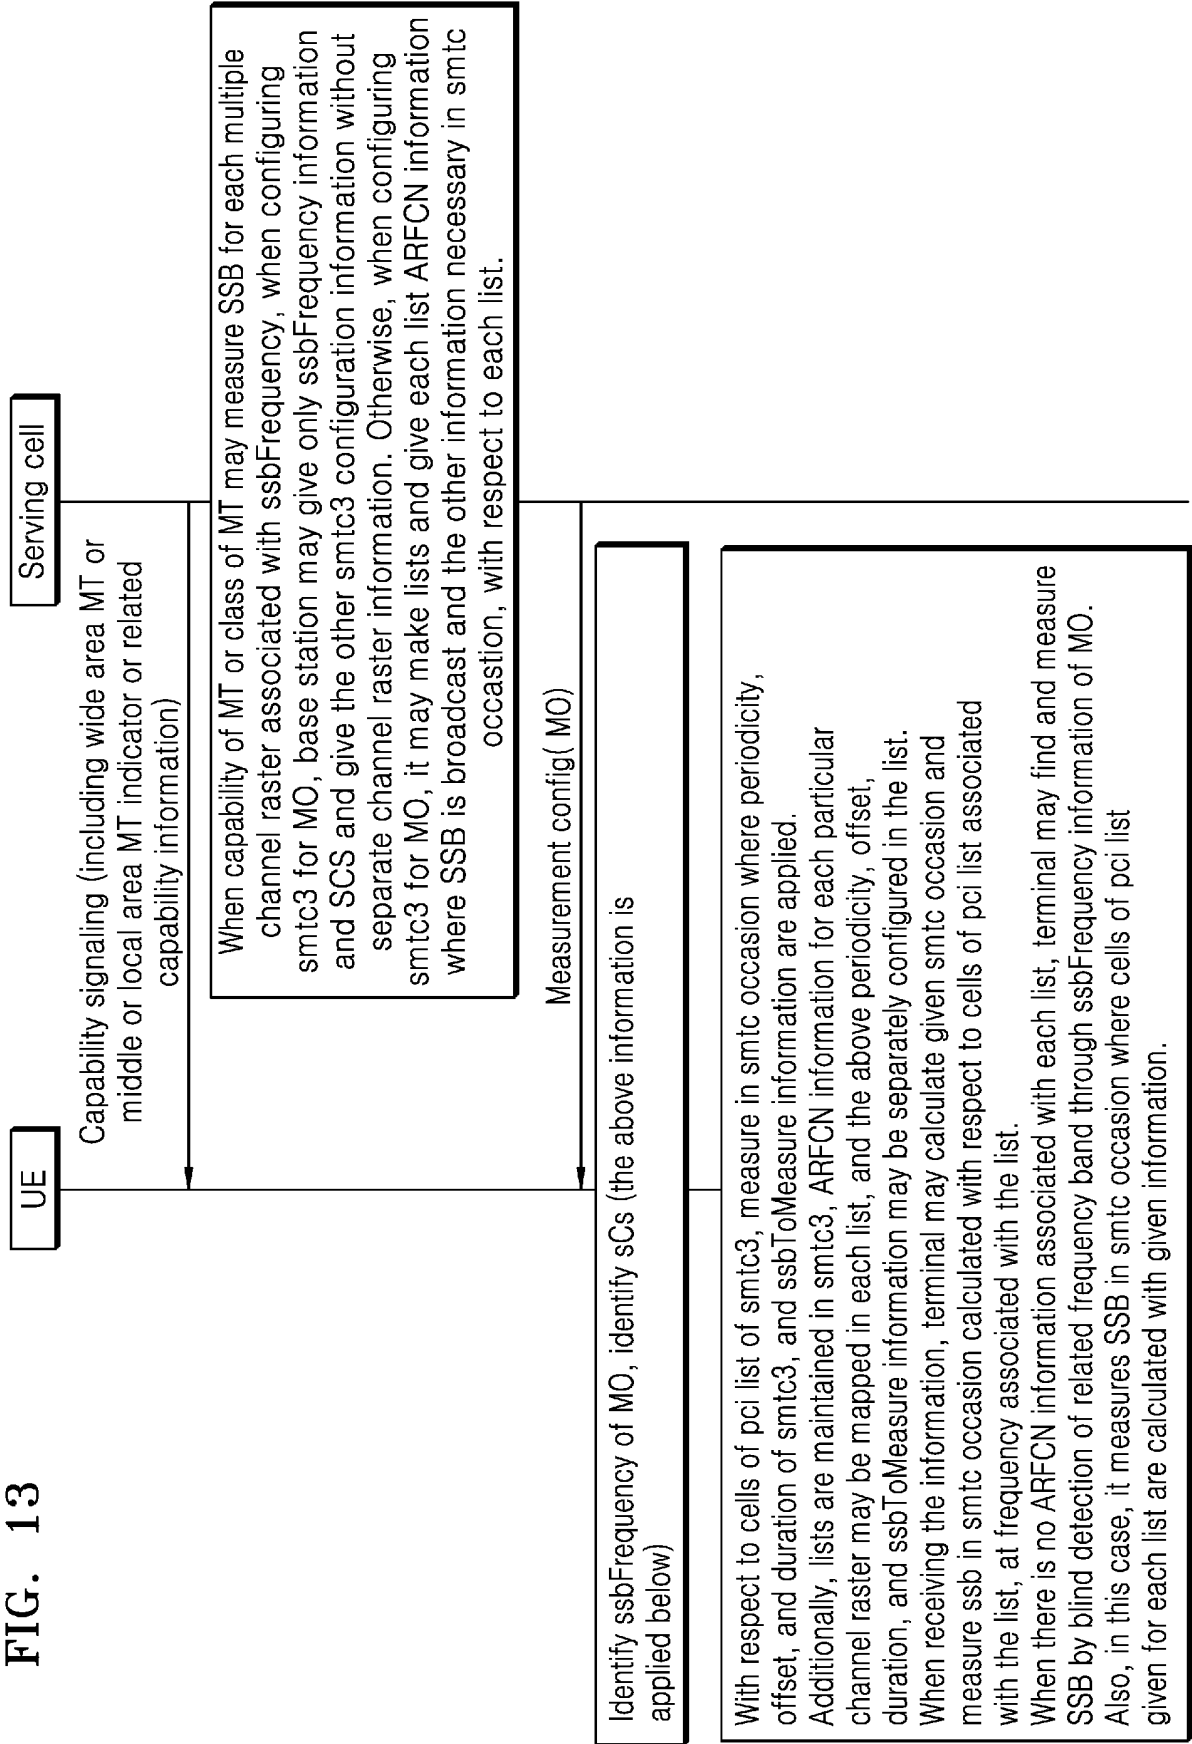 FIG. 13
UE
Serving cell
Capability signaling (including wide area MT or
middle or local area MT indicator or related
capability information)
When capability of MT or class of MT may measure SSB for each multiple
channel raster associated with ssbFrequency, when configuring
smtc3 for MO, base station may give only ssbFrequency information
and SCS and give the other smtc3 configuration information without
separate channel raster information. Otherwise, when configuring
smtc3 for MO, it may make lists and give each list ARFCN information
where SSB is broadcast and the other information necessary in smtc
occastion, with respect to each list.
Measurement config( MO)
Identify ssbFrequency of MO, identify sCs (the above information is
applied below)
With respect to cells of pci list of smtc3, measure in smtc occasion where periodicity,
offset, and duration of smtc3, and ssbToMeasure information are applied.
Additionally, lists are maintained in smtc3, ARFCN information for each particular
channel raster may be mapped in each list, and the above periodicity, offset,
duration, and ssbToMeasure information may be separately configured in the list.
When receiving the information, terminal may calculate given smtc occasion and
measure ssb in smtc occasion calculated with respect to cells of pci list associated
with the list, at frequency associated with the list.
When there is no ARFCN information associated with each list, terminal may find and measure
SSB by blind detection of related frequency band through ssbFrequency information of MO.
Also, in this case, it measures SSB in smtc occasion where cells of pci list
given for each list are calculated with given information.